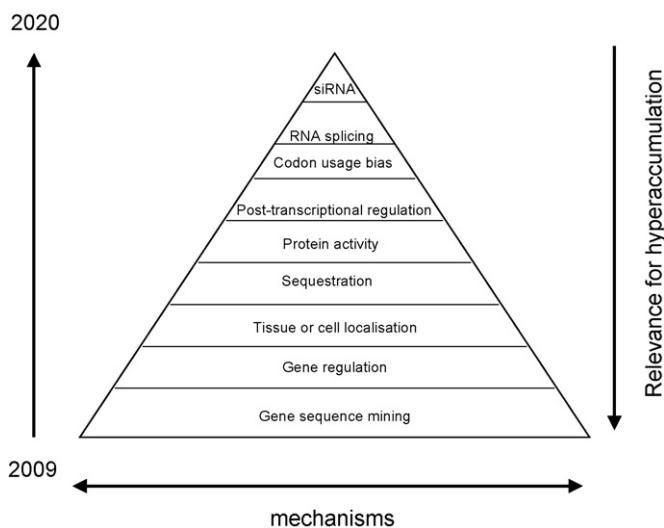 2020
siRNA
RNA splicing
Codon usage bias
Post-transcriptional regulation
Protein activity
Sequestration
Tissue or cell localisation
Gene regulation
Gene sequence mining
2009
mechanisms
Relevance for hyperaccumulation